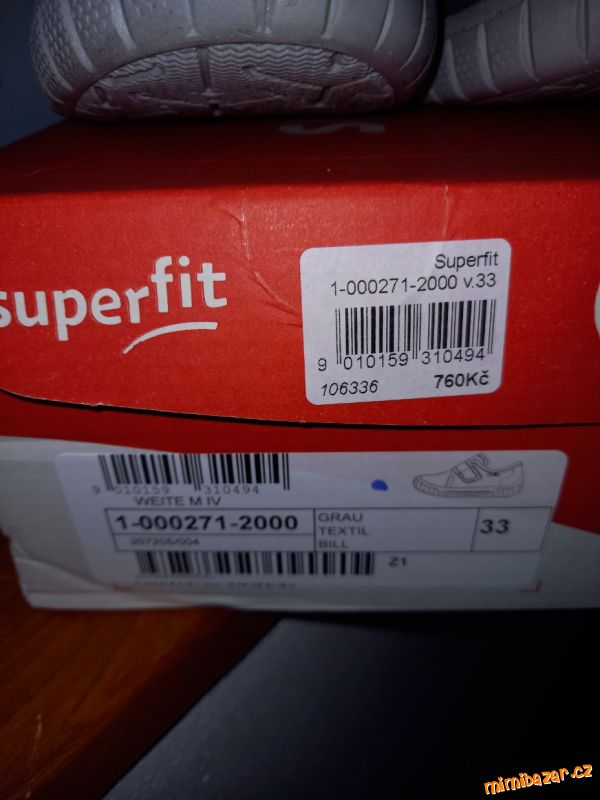 superfit
Superfit
1-000271-2000 v.33
9 010159 310494
106336 760Kč
9 010159 310494
WEITE M IV
1-000271-2000
GRAU
TEXTIL
BILL
33
207200/004
Z1
mimibazar.cz